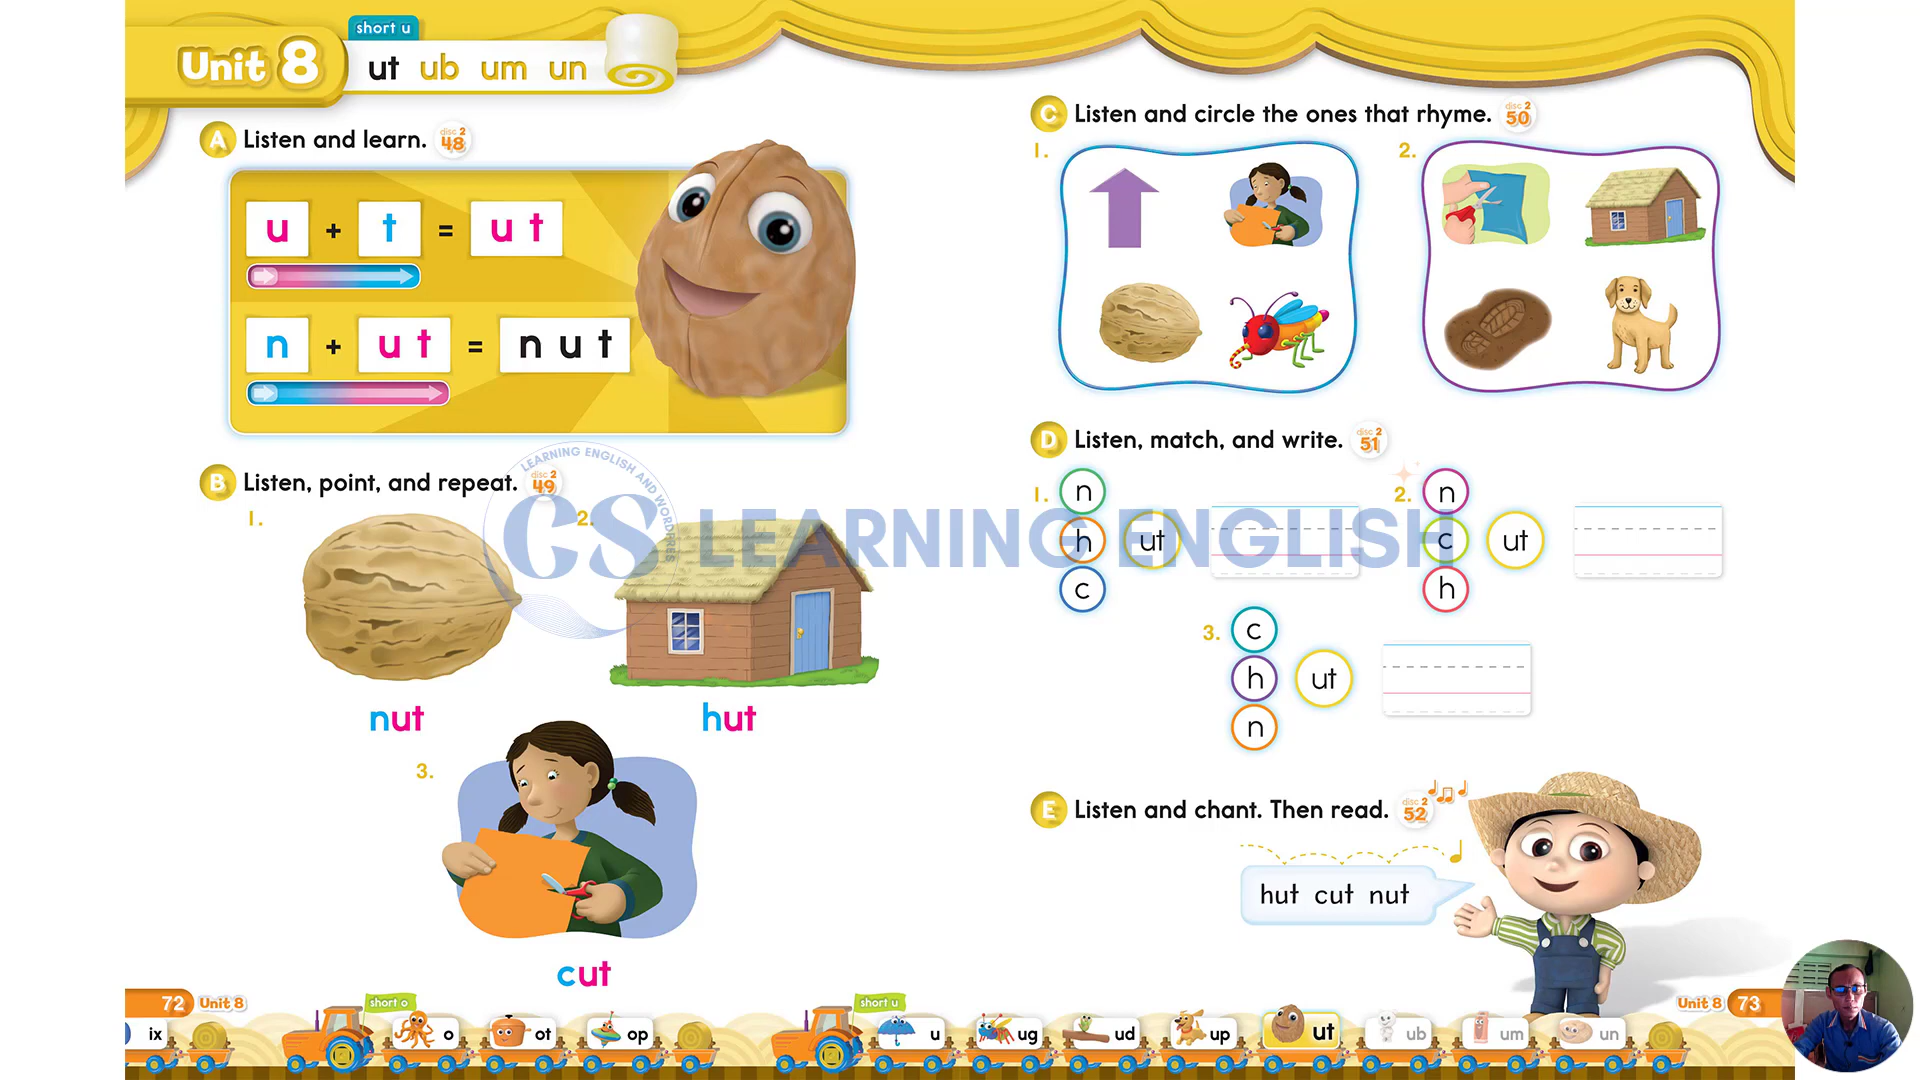 short u
Unit 8
ut ub um un
A Listen and learn. disc 2 48
u + t = ut
n + ut = nut
B Listen, point, and repeat. disc 2 49
1.
nut
2.
hut
3.
cut
LEARNING ENGLISH AND WORDPRESS
CS LEARNING ENGLISH
C Listen and circle the ones that rhyme. disc 2 50
1.
2.
D Listen, match, and write. disc 2 51
1. n h c ut
2. n c h ut
3. c h n ut
E Listen and chant. Then read. disc 2 52
hut cut nut
72 Unit 8
Unit 8 73
short o
short u
ix o ot op u ug ud up ut ub um un